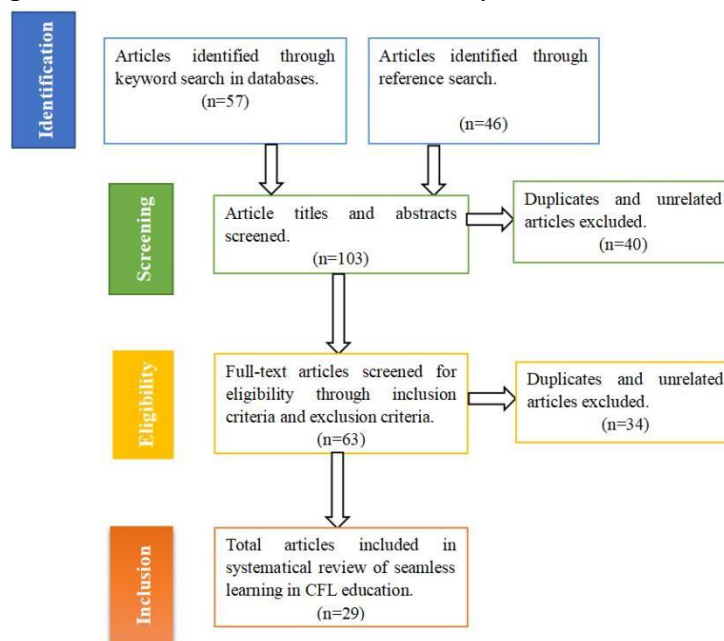 Identification
Articles identified through
keyword search in databases.
(n=57)
Articles identified through
reference search.
(n=46)
Screening
Article titles and abstracts
screened.
(n=103)
Duplicates and unrelated
articles excluded.
(n=40)
Eligibility
Full-text articles screened for
eligibility through inclusion
criteria and exclusion criteria.
(n=63)
Duplicates and unrelated
articles excluded.
(n=34)
Inclusion
Total articles included in
systematical review of seamless
learning in CFL education.
(n=29)